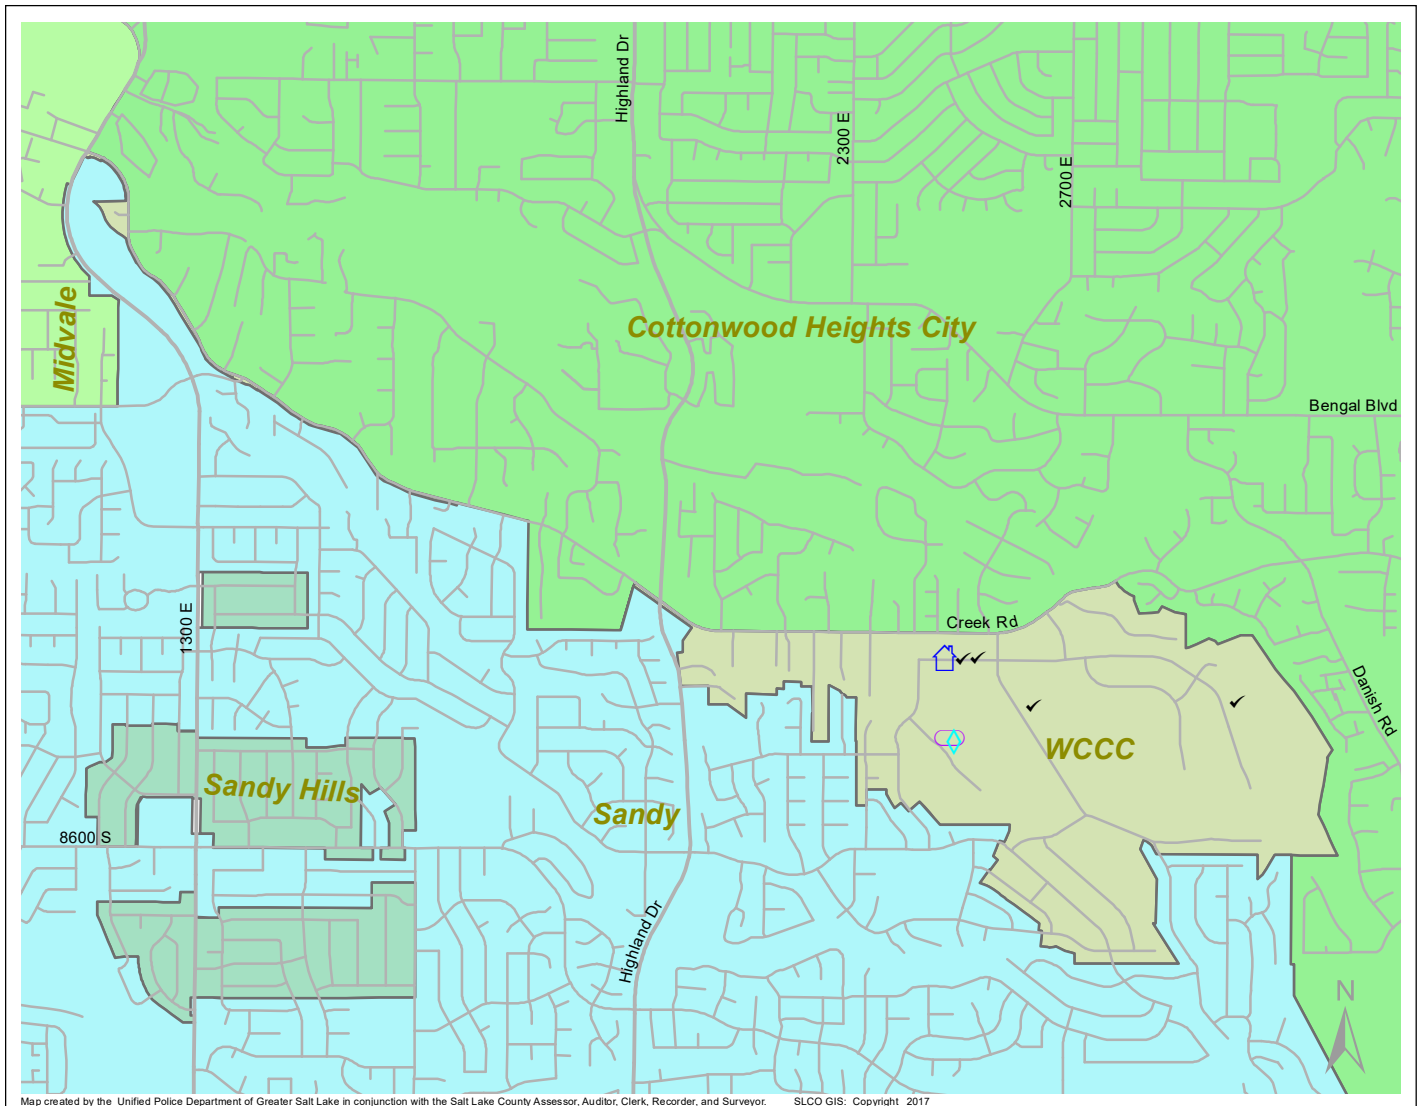 Highland Dr
2300 E
2700 E
Midvale
Cottonwood Heights City
Bengal Blvd
1300 E
Creek Rd
Danish Rd
WCCC
Sandy Hills
Sandy
8600 S
Highland Dr
N
Map created by the Unified Police Department of Greater Salt Lake in conjunction with the Salt Lake County Assessor, Auditor, Clerk, Recorder, and Surveyor. SLCO GIS: Copyright 2017